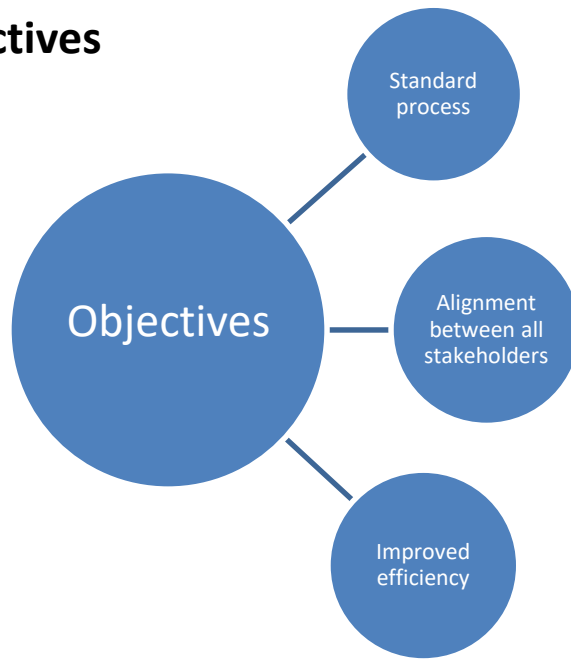 ctives
Standard
process
Objectives
Alignment
between all
stakeholders
Improved
efficiency